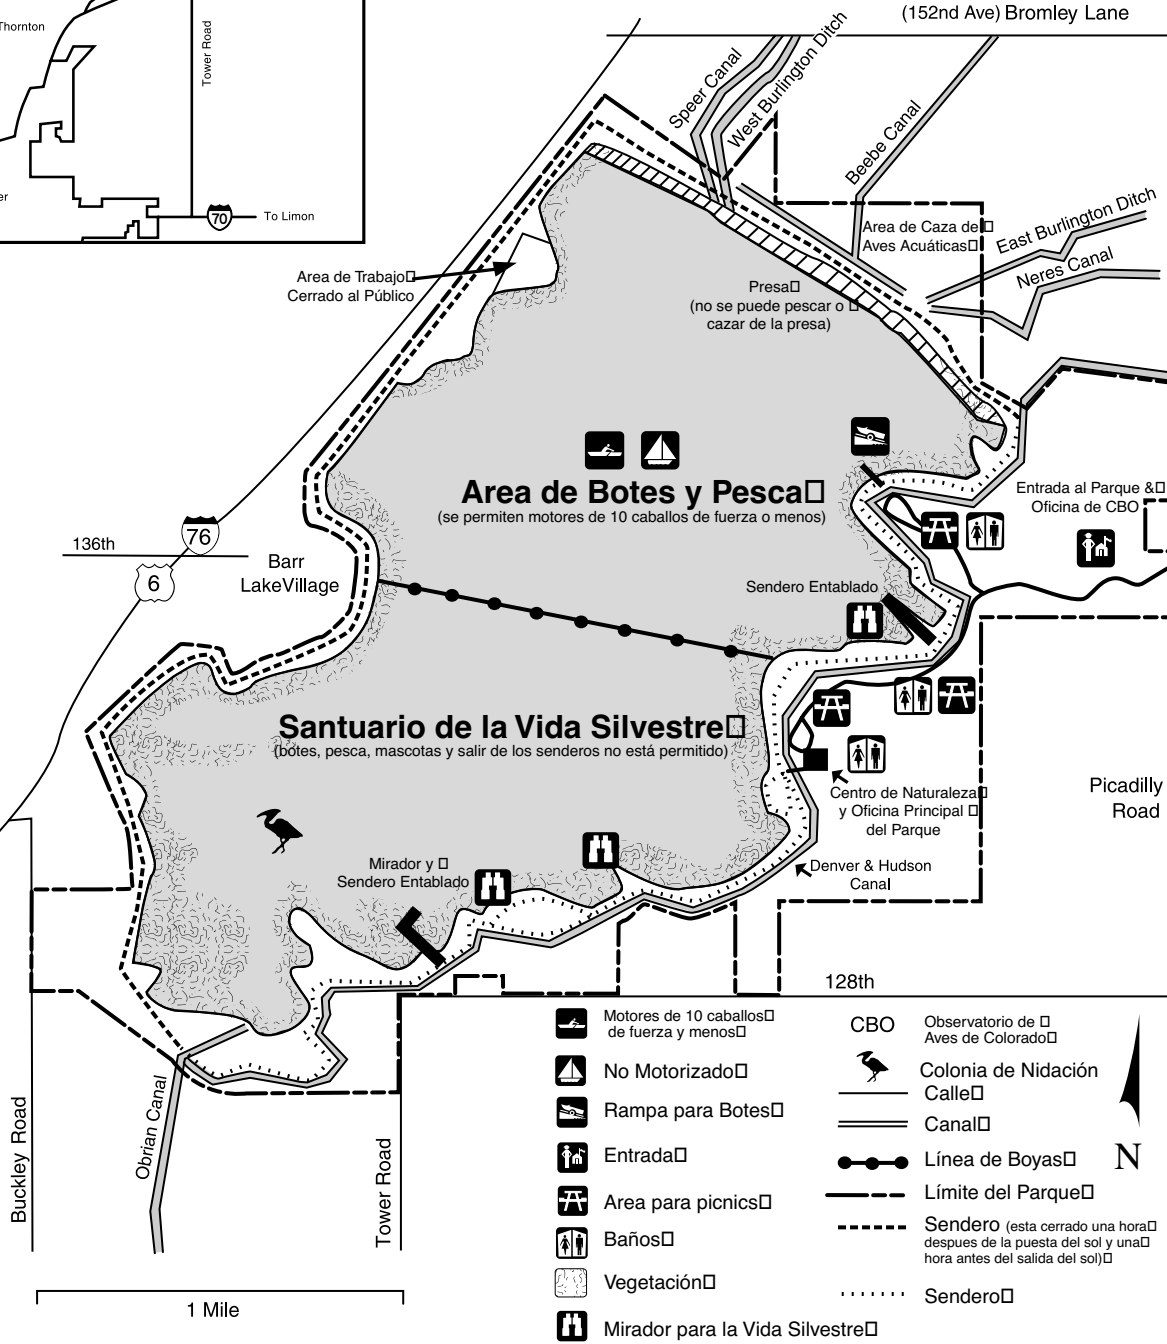 (152nd Ave) Bromley Lane
Thornton
Tower Road
70
To Limon
Speer Canal
West Burlington Ditch
Beebe Canal
Area de Caza de
Aves Acuáticas
East Burlington Ditch
Neres Canal
Area de Trabajo
Cerrado al Público
Presa
(no se puede pescar o
cazar de la presa)
Area de Botes y Pesca
(se permiten motores de 10 caballos de fuerza o menos)
Entrada al Parque &
Oficina de CBO
76
136th
6
Barr
LakeVillage
Sendero Entablado
Santuario de la Vida Silvestre
(botes, pesca, mascotas y salir de los senderos no está permitido)
Centro de Naturaleza
y Oficina Principal
del Parque
Picadilly
Road
Mirador y
Sendero Entablado
Denver & Hudson
Canal
128th
Buckley Road
Obrian Canal
Tower Road
1 Mile
Motores de 10 caballos
de fuerza y menos
No Motorizado
Rampa para Botes
Entrada
Area para picnics
Baños
Vegetación
Mirador para la Vida Silvestre
CBO
Observatorio de
Aves de Colorado
Colonia de Nidación
Calle
Canal
Línea de Boyas
Límite del Parque
Sendero (esta cerrado una hora
despues de la puesta del sol y una
hora antes del salida del sol)
Sendero
N